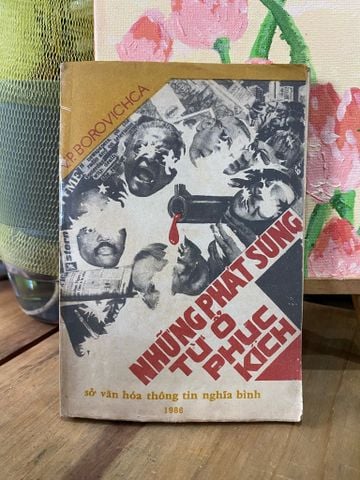 V.P. BOROVICHCA
NHỮNG PHÁT SÚNG
TỪ Ổ
PHỤC
KÍCH
sở văn hóa thông tin nghĩa bình
1986